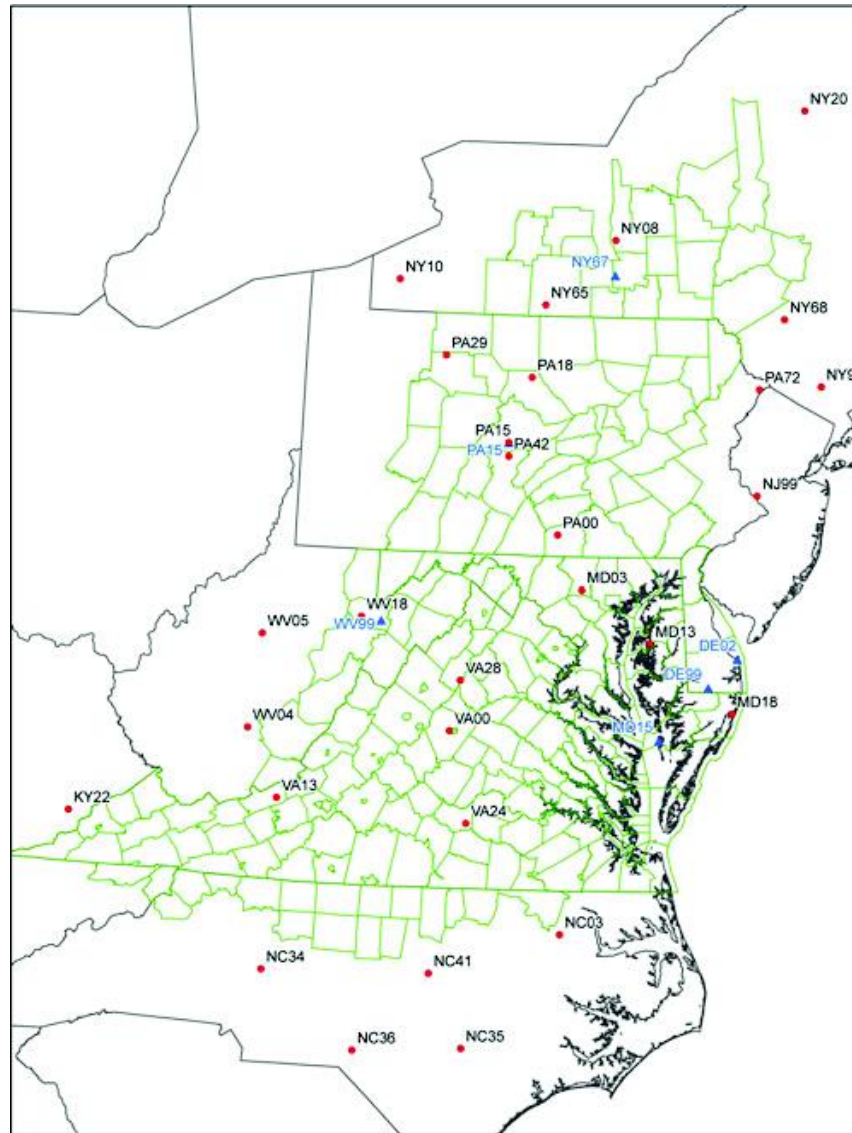 NY20
NY08
NY67
NY10
NY65
NY68
PA29
PA18
PA72
NY9
PA15
PA42
PA15
NJ99
PA00
MD03
WV18
WV99
WV05
MD13
DE02
DE99
VA28
MD18
WV04
VA00
MD15
VA13
KY22
VA24
NC03
NC34
NC41
NC36
NC35